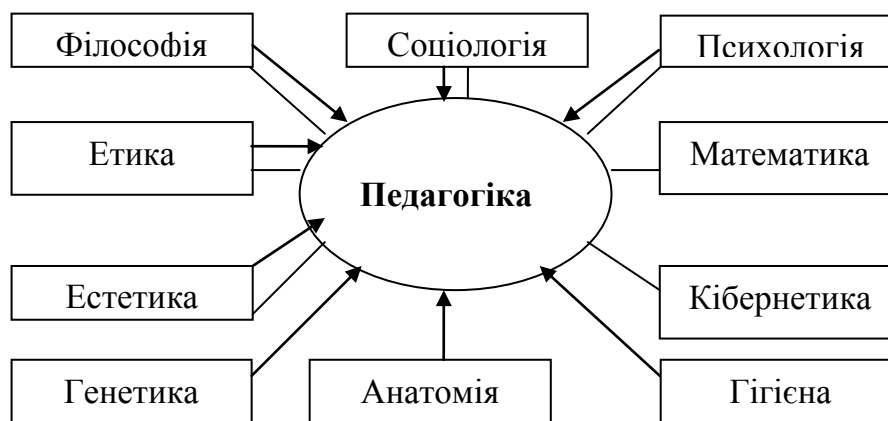 Філософія
Соціологія
Психологія
Етика
Математика
Педагогіка
Естетика
Кібернетика
Генетика
Анатомія
Гігієна